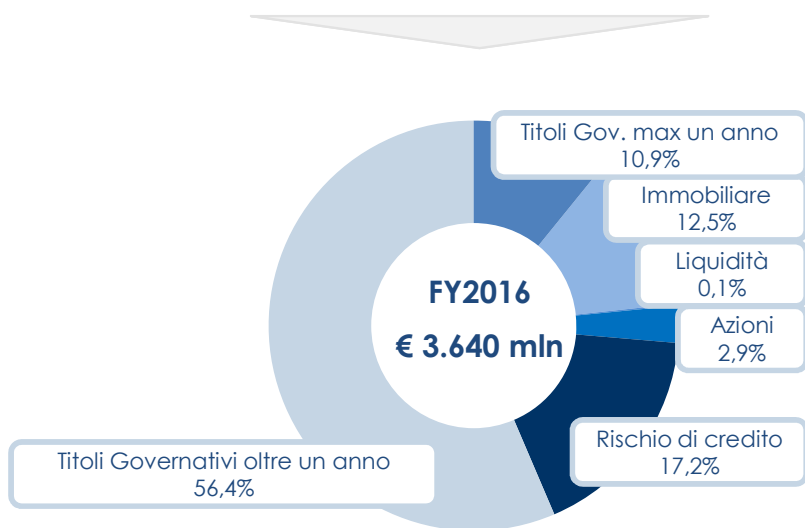 Titoli Gov. max un anno
10,9%
Immobiliare
12,5%
Liquidità
0,1%
FY2016
€ 3.640 mln
Azioni
2,9%
Rischio di credito
17,2%
Titoli Governativi oltre un anno
56,4%